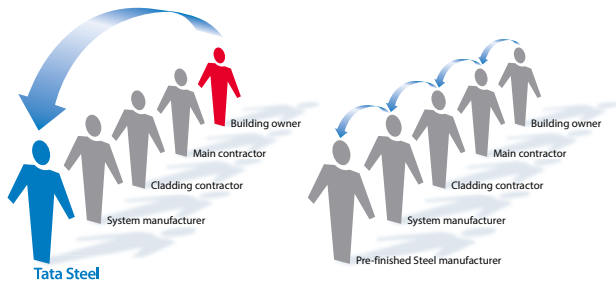 Building owner
Main contractor
Cladding contractor
System manufacturer
Tata Steel
Building owner
Main contractor
Cladding contractor
System manufacturer
Pre-finished Steel manufacturer